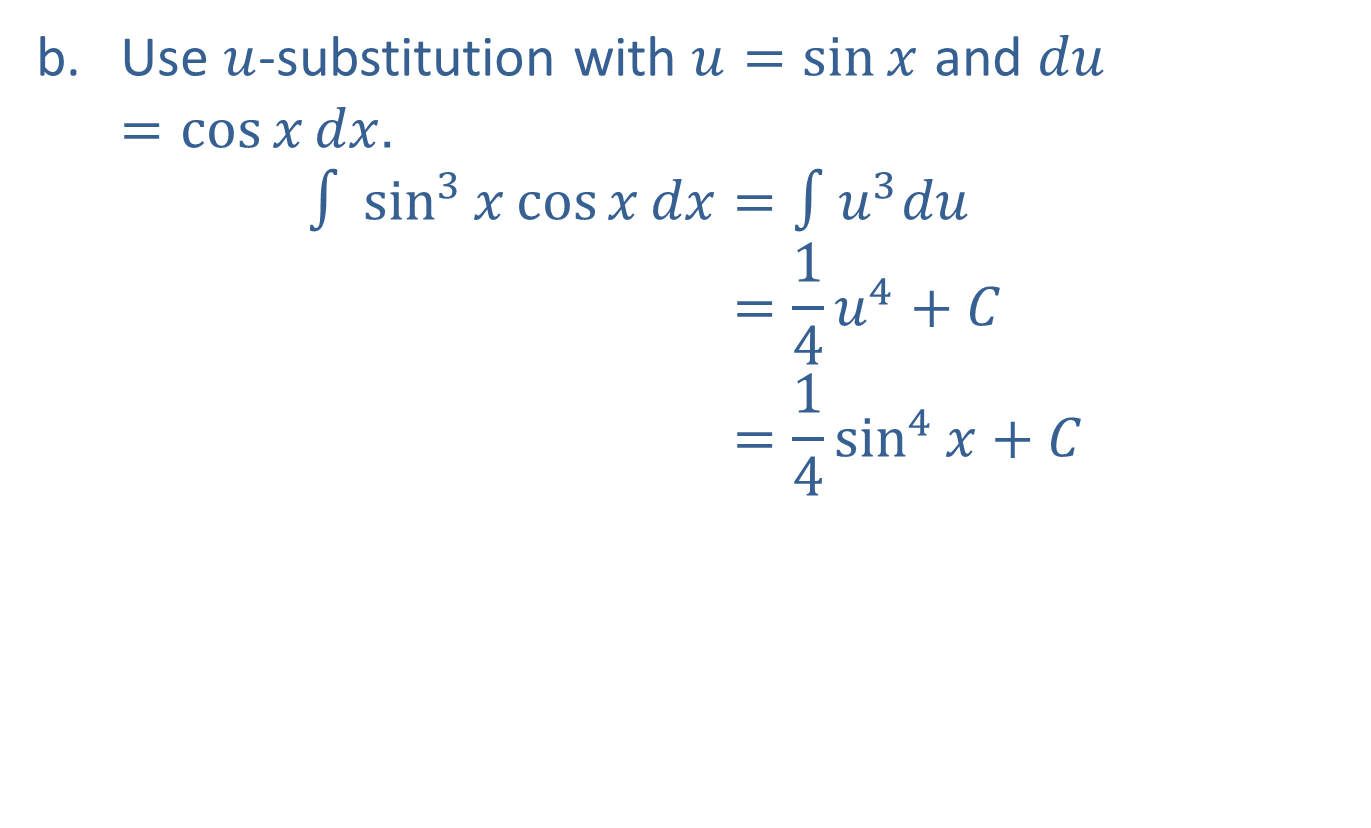 b. Use 𝑢-substitution with 𝑢 = sin 𝑥 and 𝑑𝑢
= cos 𝑥 𝑑𝑥.
∫ sin³ 𝑥 cos 𝑥 𝑑𝑥 = ∫ 𝑢³ 𝑑𝑢
= 1/4 𝑢⁴ + 𝐶
= 1/4 sin⁴ 𝑥 + 𝐶